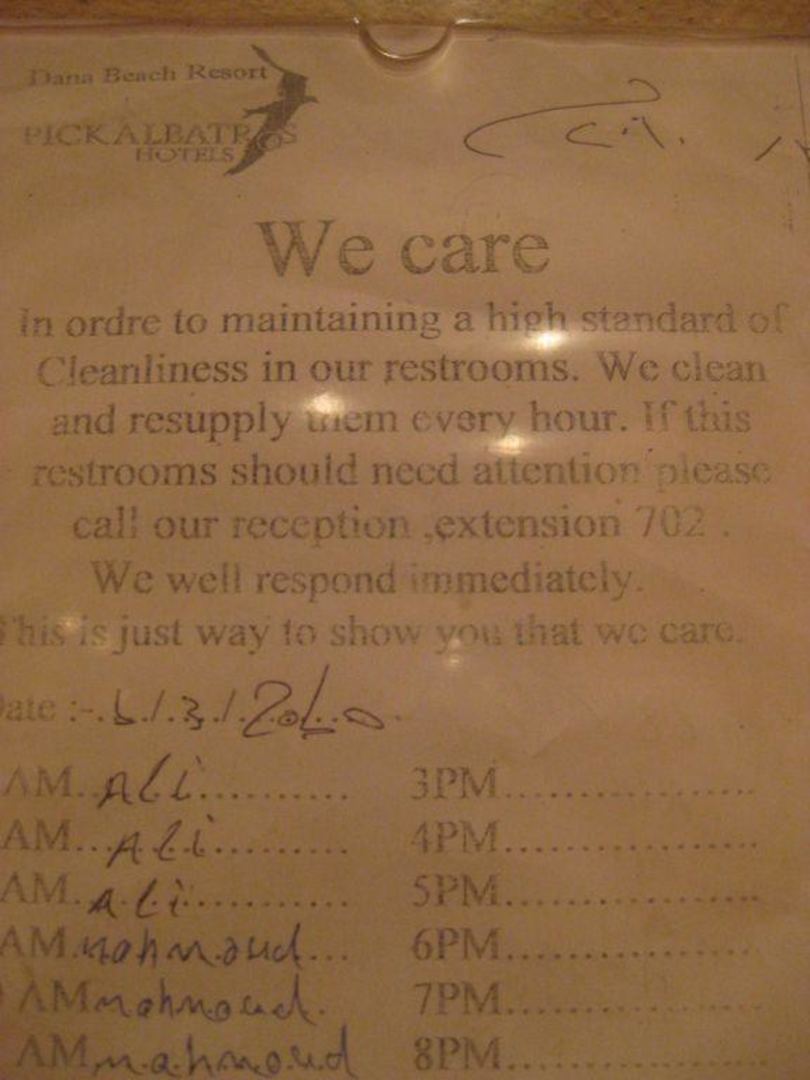 Dana Beach Resort
PICKALBATROS
HOTELS
We care
In ordre to maintaining a high standard of
Cleanliness in our restrooms. We clean
and resupply them every hour. If this
restrooms should need attention please
call our reception ,extension 702 .
We well respond immediately.
This is just way to show you that we care.
Date :-. 6./.3./.2010.
AM..ALi.......... 3PM..................
AM...ALi......... 4PM..................
AM..ALi.......... 5PM..................
AM.mahmoud... 6PM..................
AM mahmoud. 7PM..................
AM mahmoud 8PM..................